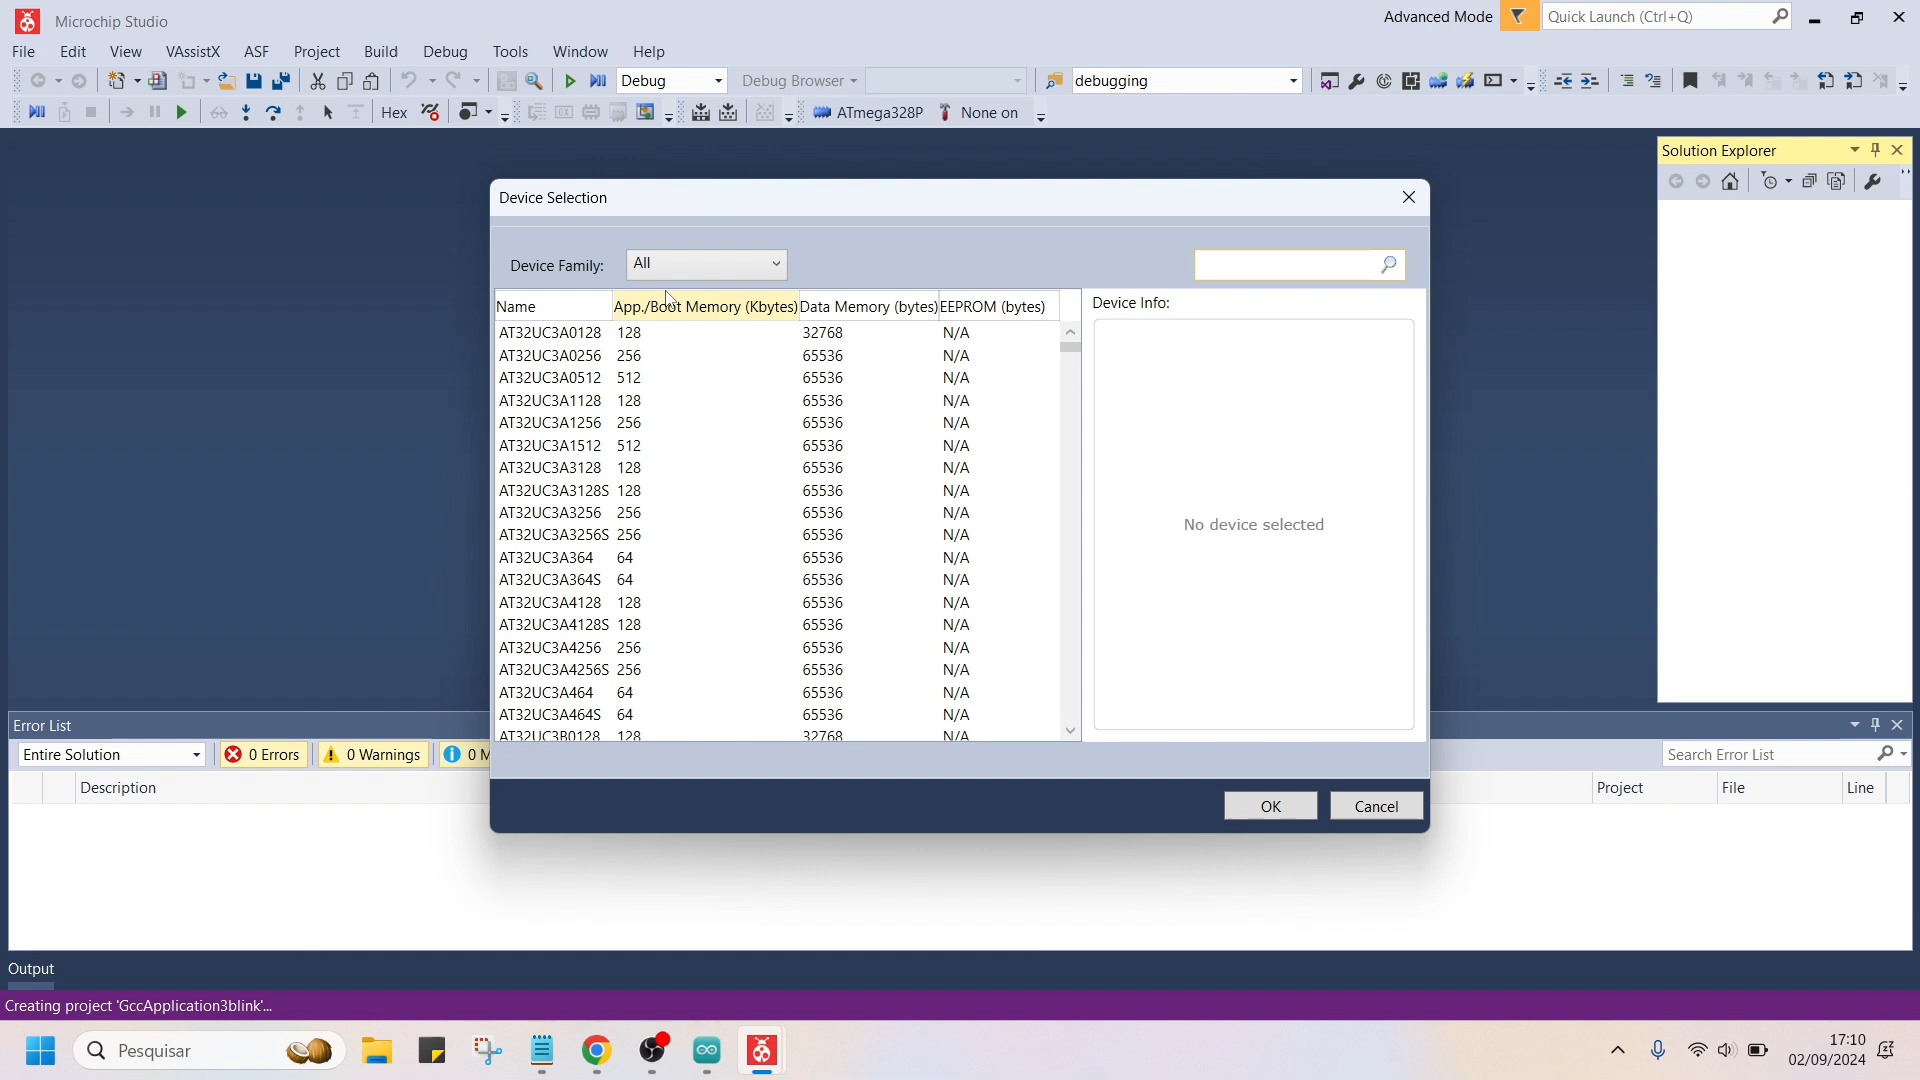 Microchip Studio
Advanced Mode
Quick Launch (Ctrl+Q)
File Edit View VAssistX ASF Project Build Debug Tools Window Help
Debug
Debug Browser
debugging
Hex
ATmega328P
None on
Solution Explorer
Device Selection
Device Family: All
Name App./Boot Memory (Kbytes) Data Memory (bytes) EEPROM (bytes)
AT32UC3A0128 128 32768 N/A
AT32UC3A0256 256 65536 N/A
AT32UC3A0512 512 65536 N/A
AT32UC3A1128 128 65536 N/A
AT32UC3A1256 256 65536 N/A
AT32UC3A1512 512 65536 N/A
AT32UC3A3128 128 65536 N/A
AT32UC3A3128S 128 65536 N/A
AT32UC3A3256 256 65536 N/A
AT32UC3A3256S 256 65536 N/A
AT32UC3A364 64 65536 N/A
AT32UC3A364S 64 65536 N/A
AT32UC3A4128 128 65536 N/A
AT32UC3A4128S 128 65536 N/A
AT32UC3A4256 256 65536 N/A
AT32UC3A4256S 256 65536 N/A
AT32UC3A464 64 65536 N/A
AT32UC3A464S 64 65536 N/A
AT32UC3B0128 128 32768 N/A
Device Info:
No device selected
OK
Cancel
Error List
Entire Solution
0 Errors
0 Warnings
0 M
Search Error List
Description
Project
File
Line
Output
Creating project 'GccApplication3blink'...
Pesquisar
17:10
02/09/2024